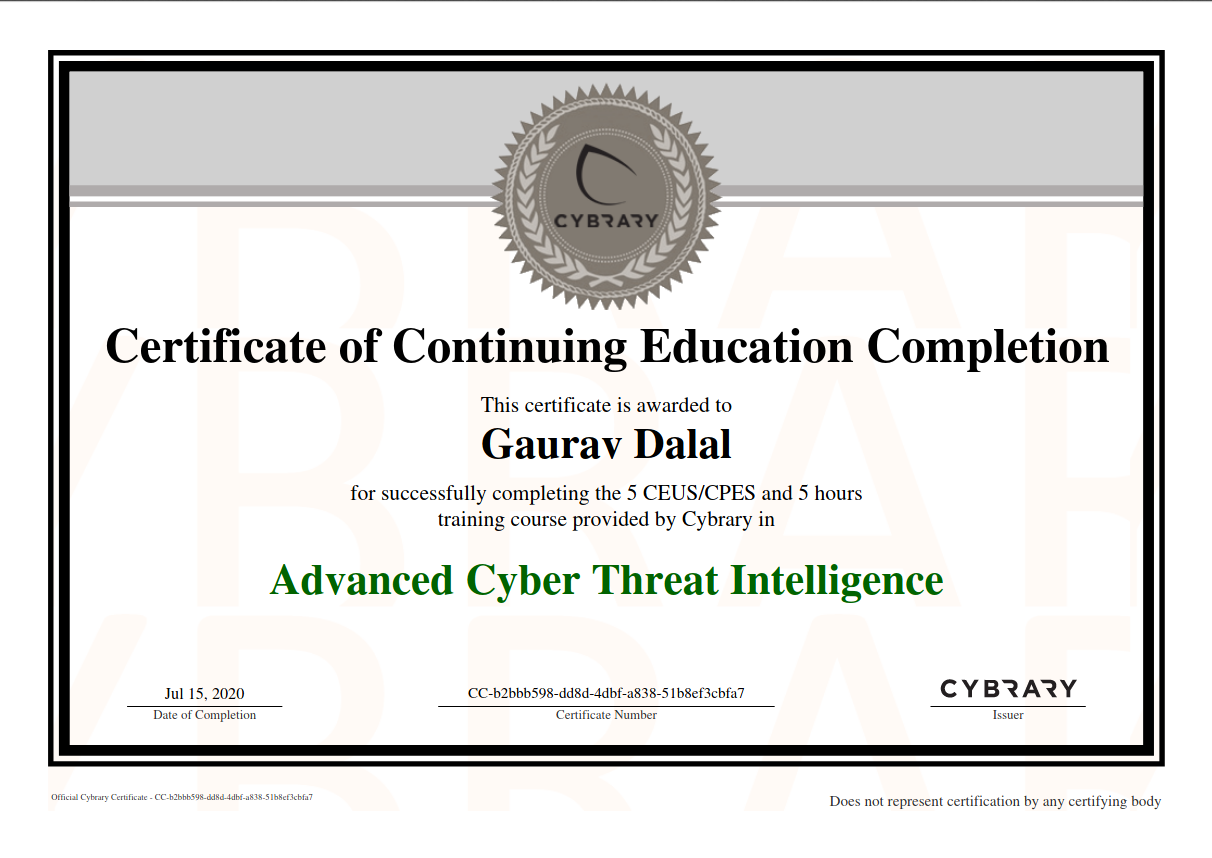 CYBRARY
Certificate of Continuing Education Completion
This certificate is awarded to
Gaurav Dalal
for successfully completing the 5 CEUS/CPES and 5 hours
training course provided by Cybrary in
Advanced Cyber Threat Intelligence
Jul 15, 2020
Date of Completion
CC-b2bbb598-dd8d-4dbf-a838-51b8ef3cbfa7
Certificate Number
CYBRARY
Issuer
Official Cybrary Certificate - CC-b2bbb598-dd8d-4dbf-a838-51b8ef3cbfa7
Does not represent certification by any certifying body